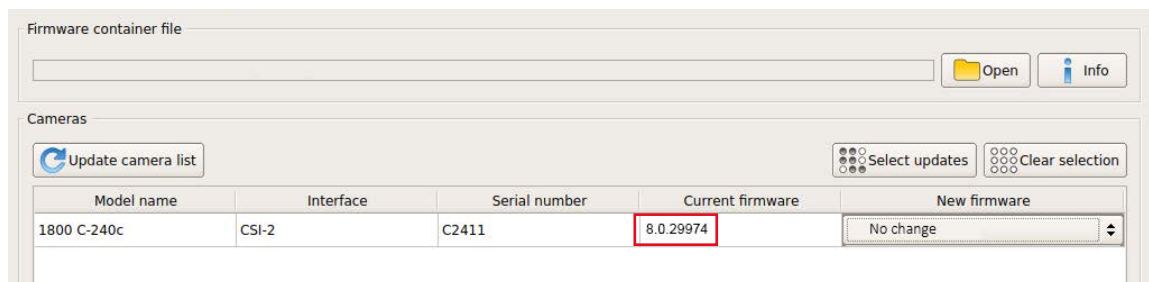 Firmware container file
Open Info
Cameras
Update camera list Select updates Clear selection
Model name Interface Serial number Current firmware New firmware
1800 C-240c CSI-2 C2411 8.0.29974 No change